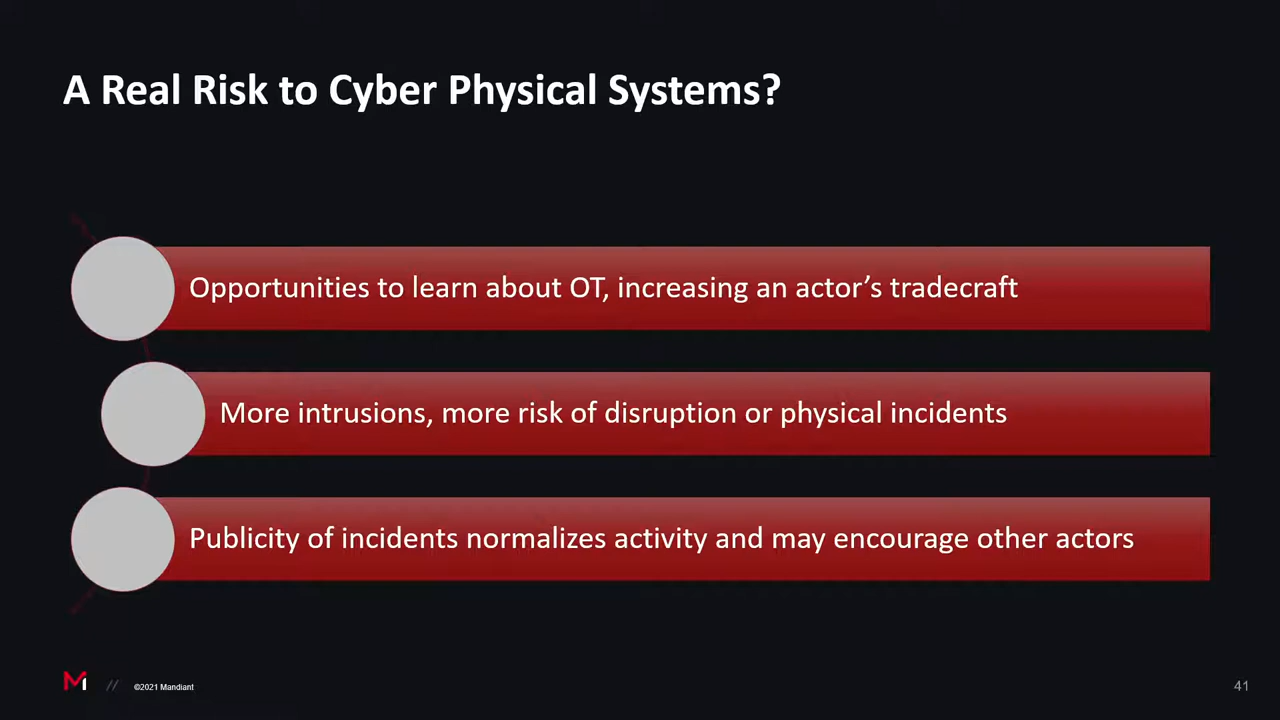 A Real Risk to Cyber Physical Systems?
Opportunities to learn about OT, increasing an actor’s tradecraft
More intrusions, more risk of disruption or physical incidents
Publicity of incidents normalizes activity and may encourage other actors
M // ©2021 Mandiant
41